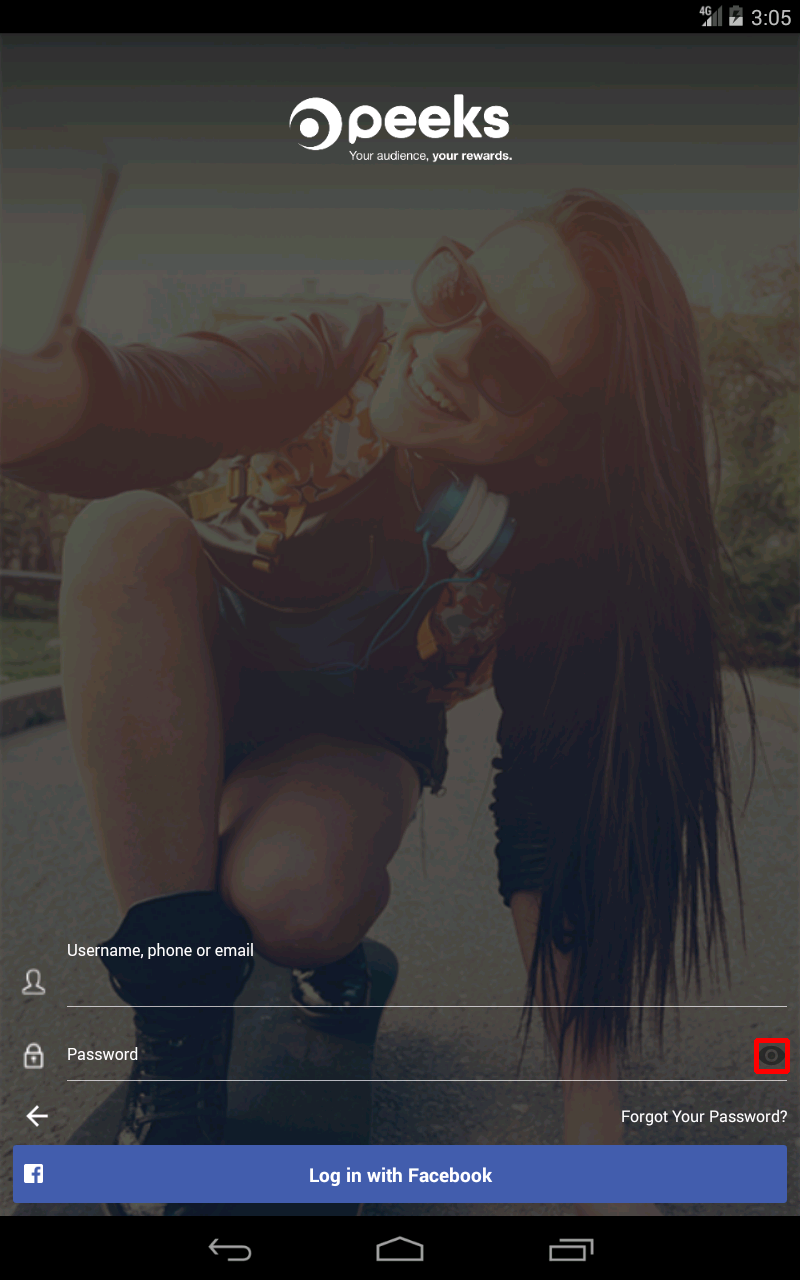 4G 3:05
peeks
Your audience, your rewards.
Username, phone or email
Password
Forgot Your Password?
Log in with Facebook